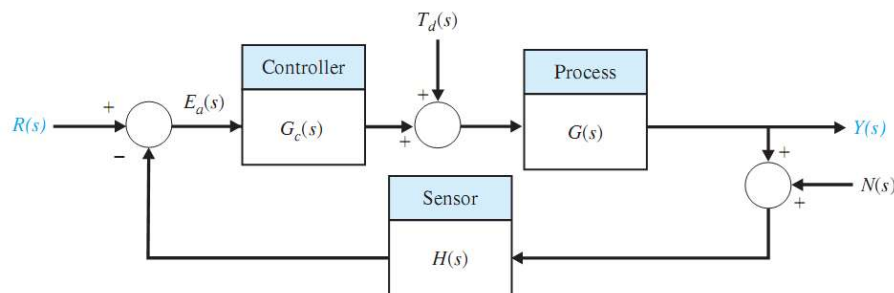 T_d(s)
Controller
Process
R(s)
+
E_a(s)
G_c(s)
+
+
G(s)
Y(s)
−
+
N(s)
+
Sensor
H(s)